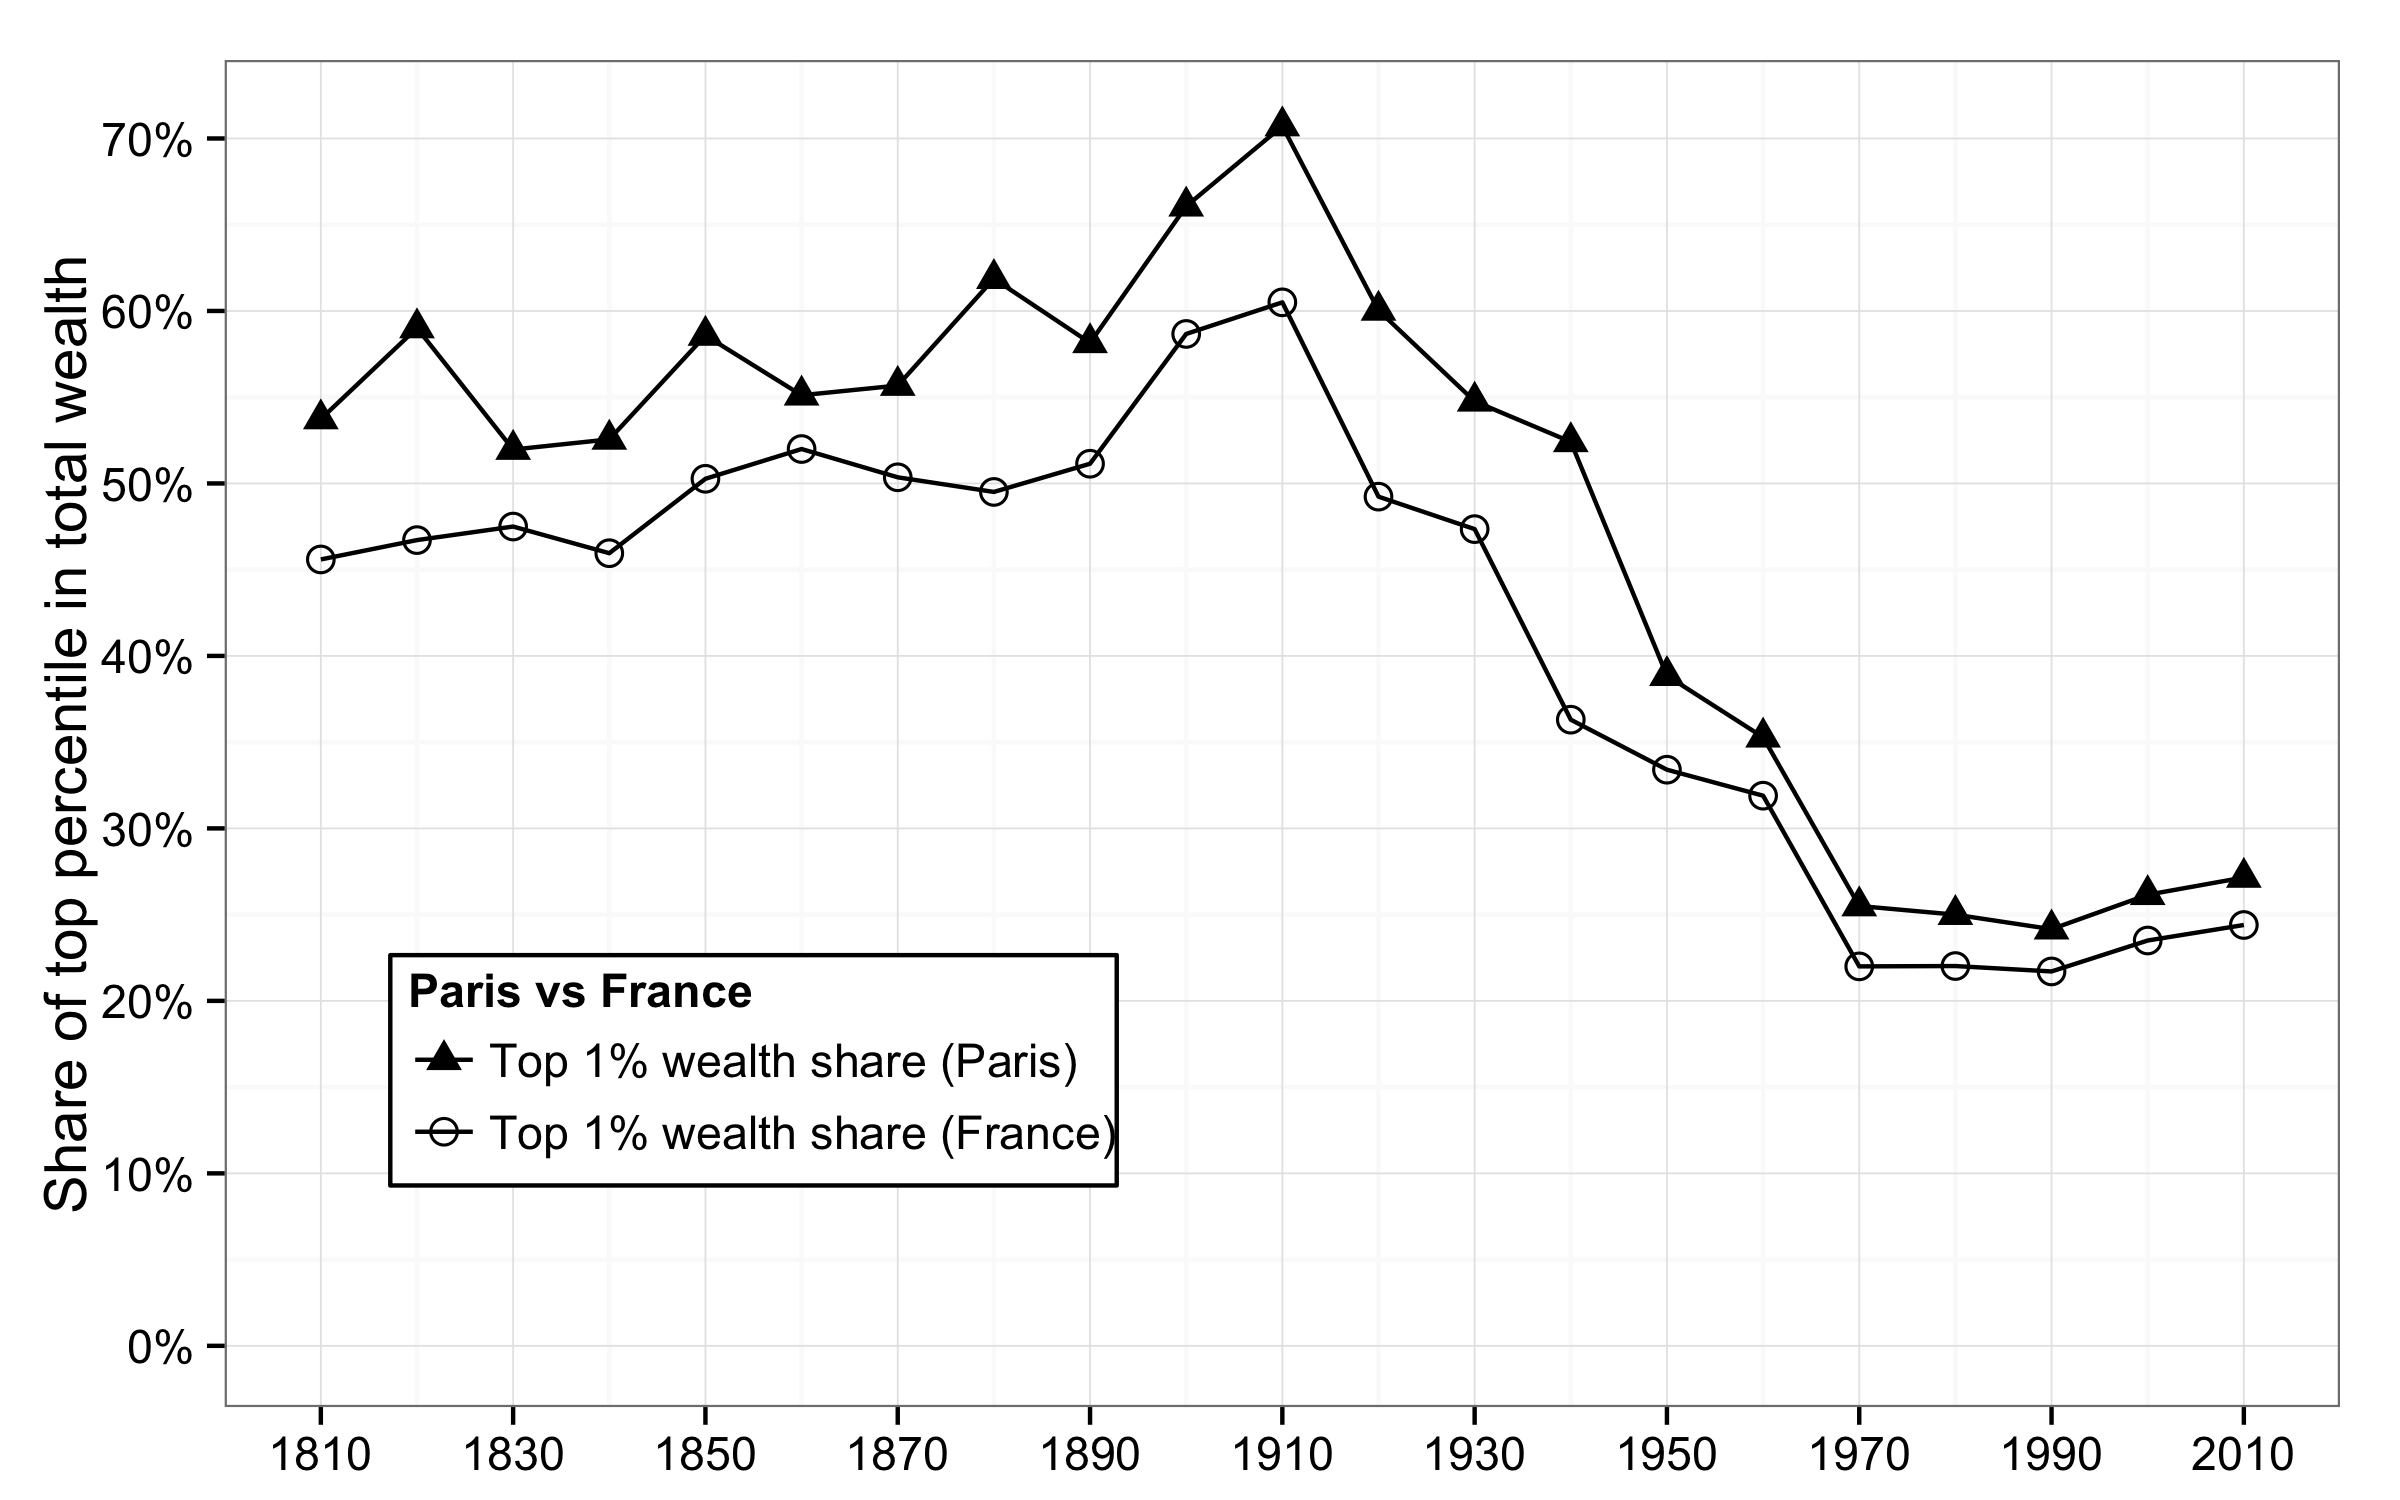 Share of top percentile in total wealth
70%
60%
50%
40%
30%
20%
10%
0%
Paris vs France
Top 1% wealth share (Paris)
Top 1% wealth share (France)
1810 1830 1850 1870 1890 1910 1930 1950 1970 1990 2010